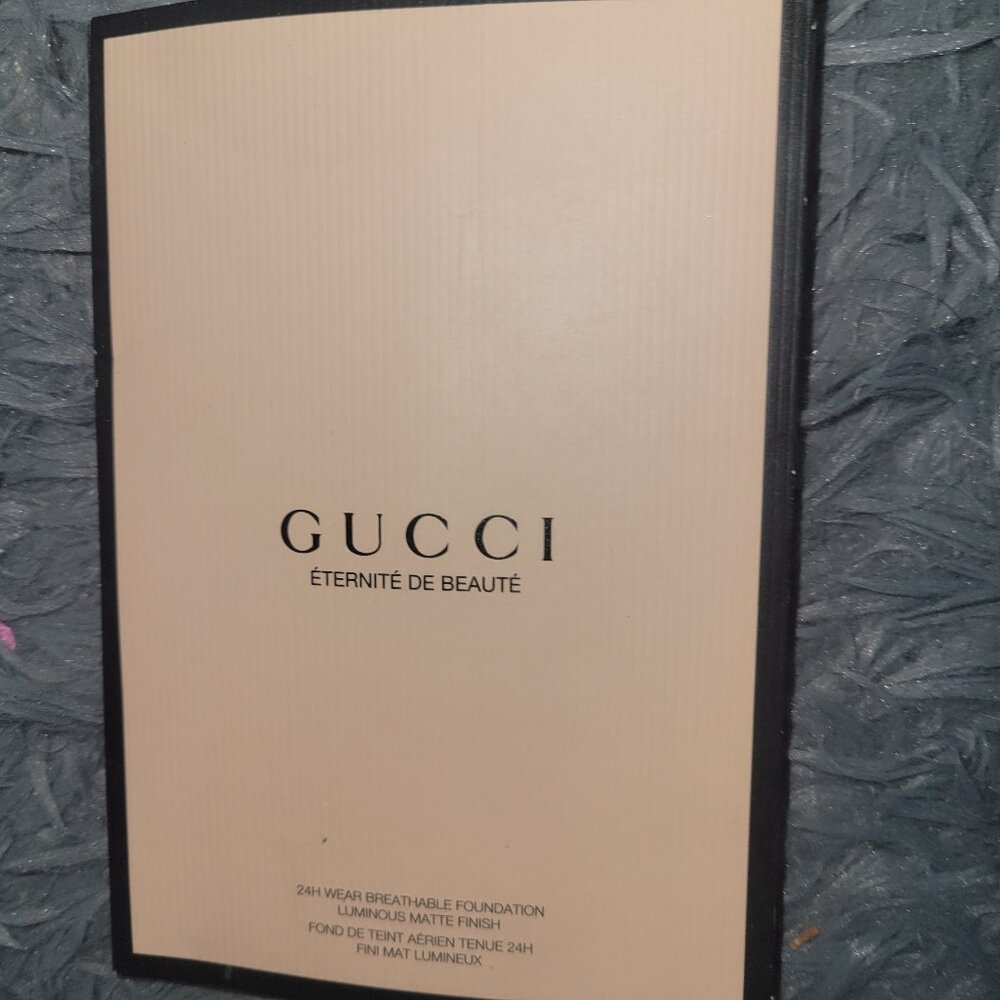 GUCCI
ÉTERNITÉ DE BEAUTÉ
24H WEAR BREATHABLE FOUNDATION
LUMINOUS MATTE FINISH
FOND DE TEINT AÉRIEN TENUE 24H
FINI MAT LUMINEUX